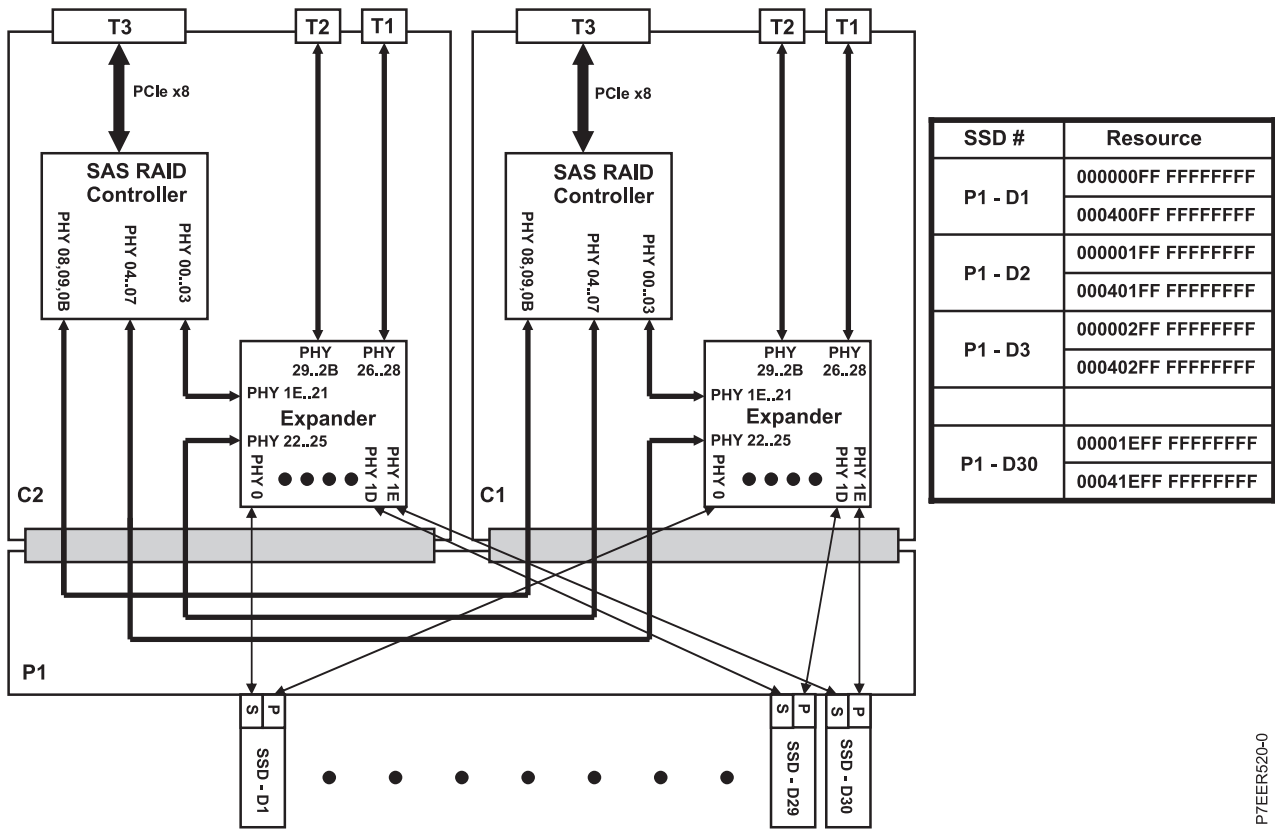 T3
T2
T1
T3
T2
T1
PCIe x8
PCIe x8
SAS RAID
Controller
PHY 08,09,0B
PHY 04..07
PHY 00..03
SAS RAID
Controller
PHY 08,09,0B
PHY 04..07
PHY 00..03
PHY
29..2B
PHY
26..28
PHY 1E..21
Expander
PHY 22..25
PHY 0
PHY 1D
PHY 1E
PHY
29..2B
PHY
26..28
PHY 1E..21
Expander
PHY 22..25
PHY 0
PHY 1D
PHY 1E
C2
C1
P1
S
P
SSD - D1
S
P
SSD - D29
S
P
SSD - D30
SSD # Resource
P1 - D1
000000FF FFFFFFFF
000400FF FFFFFFFF
P1 - D2
000001FF FFFFFFFF
000401FF FFFFFFFF
P1 - D3
000002FF FFFFFFFF
000402FF FFFFFFFF
P1 - D30
00001EFF FFFFFFFF
00041EFF FFFFFFFF
P7EER520-0